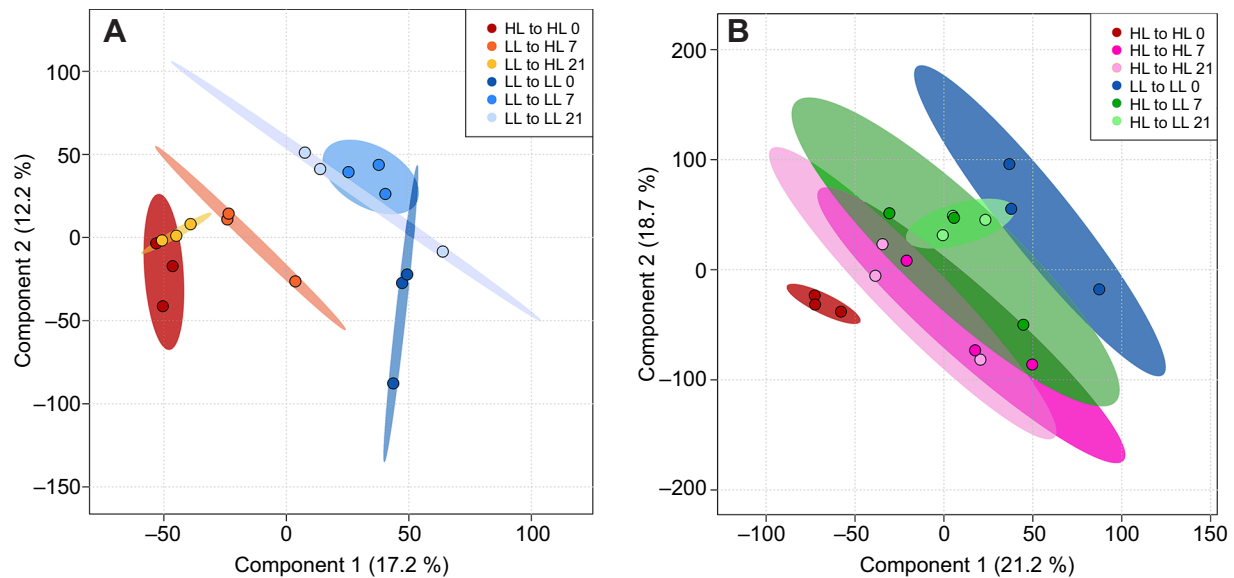 A
HL to HL 0
LL to HL 7
LL to HL 21
LL to LL 0
LL to LL 7
LL to LL 21
100
50
0
–50
–100
–150
–50
0
50
100
Component 1 (17.2 %)
Component 2 (12.2 %)
B
HL to HL 0
HL to HL 7
HL to HL 21
LL to LL 0
HL to LL 7
HL to LL 21
200
100
0
–100
–200
–100
–50
0
50
100
150
Component 1 (21.2 %)
Component 2 (18.7 %)